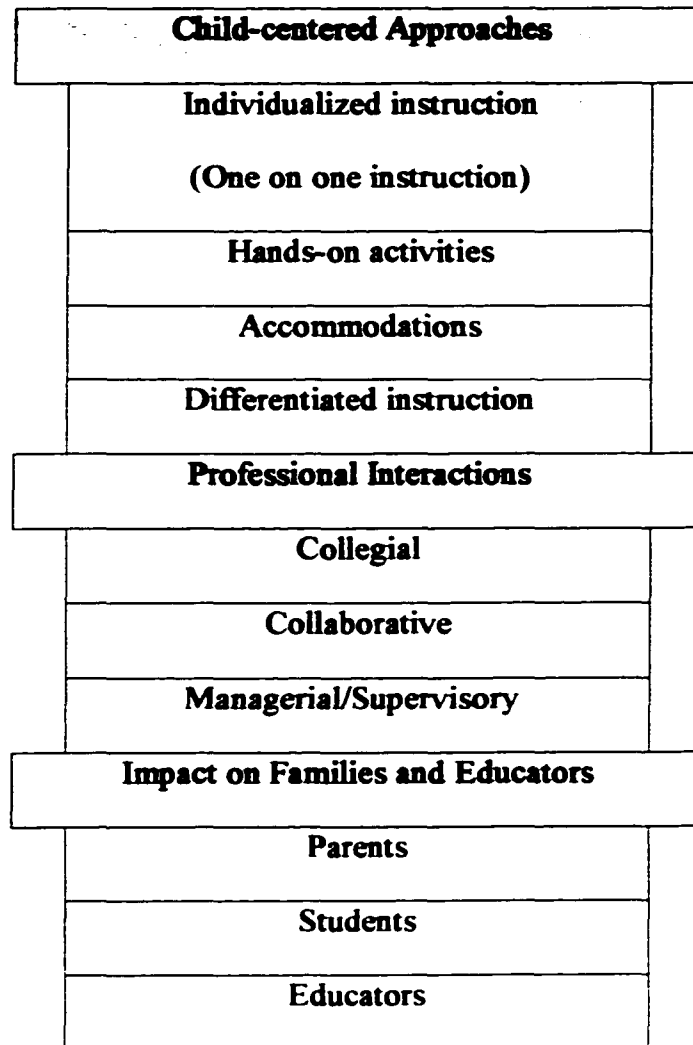 Child-centered Approaches
Individualized instruction
(One on one instruction)
Hands-on activities
Accommodations
Differentiated instruction
Professional Interactions
Collegial
Collaborative
Managerial/Supervisory
Impact on Families and Educators
Parents
Students
Educators